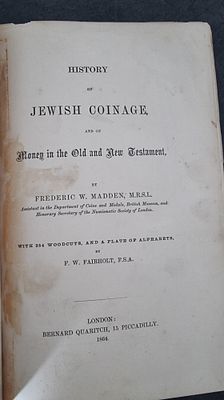 HISTORY
OF
JEWISH COINAGE,
AND OF
Money in the Old and New Testament,
BY
FREDERIC W. MADDEN, M.R.S.L.
Assistant in the Department of Coins and Medals, British Museum, and
Honorary Secretary of the Numismatic Society of London.
WITH 254 WOODCUTS, AND A PLATE OF ALPHABETS,
BY
F. W. FAIRHOLT, F.S.A.
LONDON:
BERNARD QUARITCH, 15 PICCADILLY.
1864.